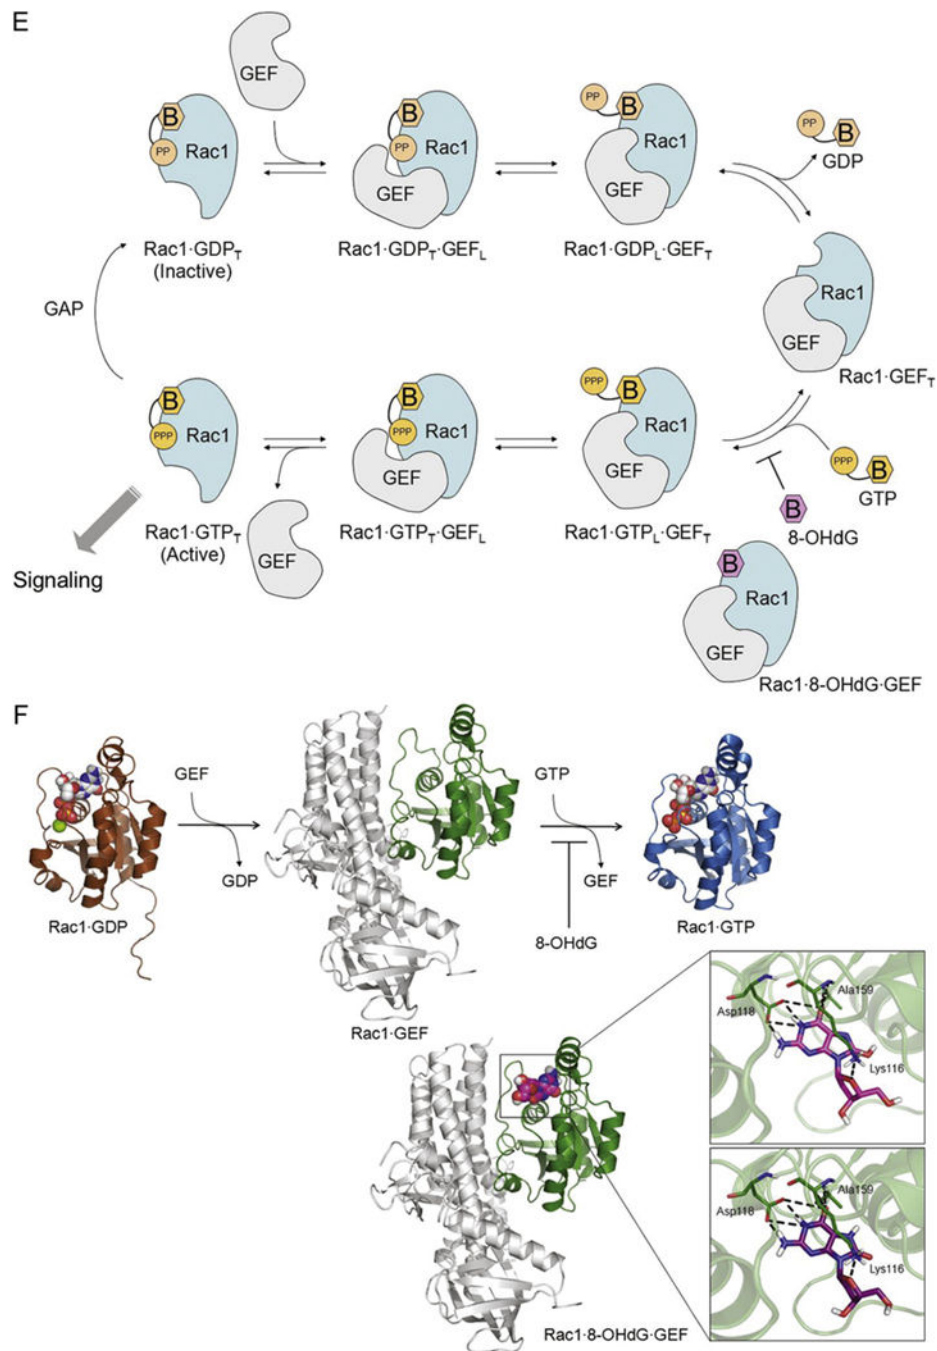 E
GEF
B
PP
Rac1
B
PP
Rac1
GEF
PP
B
Rac1
GEF
PP
B
GDP
Rac1·GDPT
(Inactive)
Rac1·GDPT·GEFL
Rac1·GDPL·GEFT
Rac1
GEF
Rac1·GEFT
GAP
B
PPP
Rac1
B
PPP
Rac1
GEF
PPP
B
Rac1
GEF
PPP
B
GTP
Rac1·GTPT
(Active)
GEF
Rac1·GTPT·GEFL
Rac1·GTPL·GEFT
B
8-OHdG
Signaling
B
Rac1
GEF
Rac1·8-OHdG·GEF
F
GEF
GDP
Rac1·GDP
Rac1·GEF
GTP
GEF
8-OHdG
Rac1·GTP
Asp118
Ala159
Lys116
Asp118
Ala159
Lys116
Rac1·8-OHdG·GEF